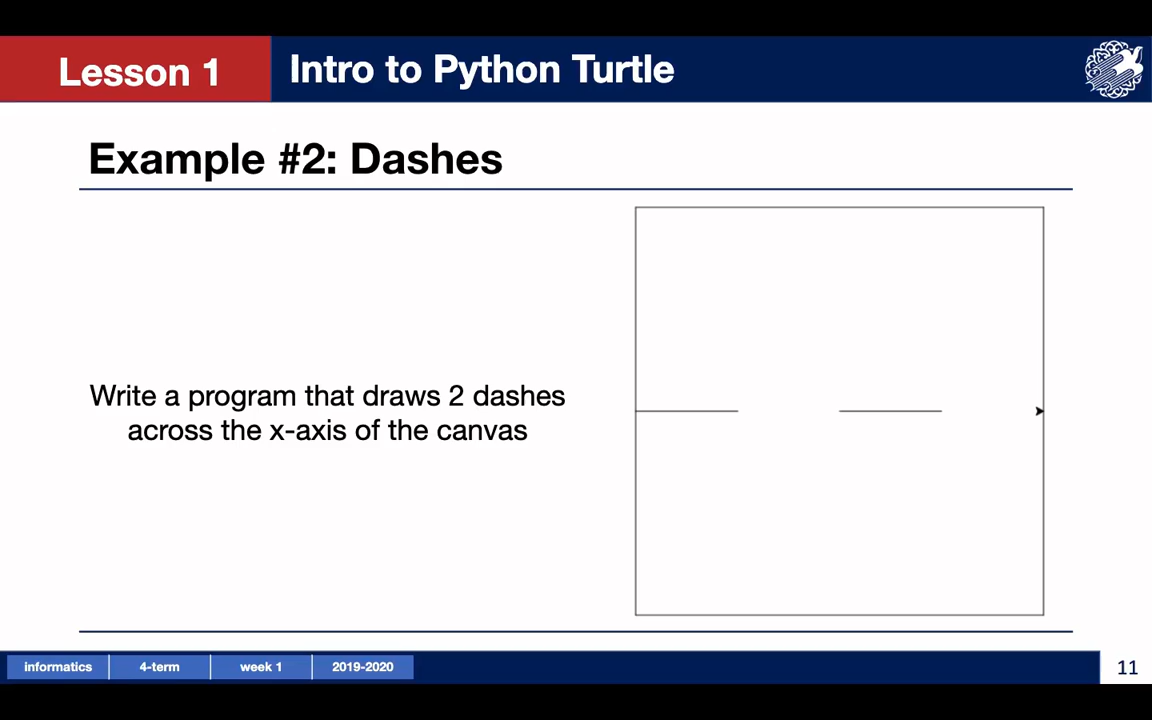 Lesson 1
Intro to Python Turtle
Example #2: Dashes
Write a program that draws 2 dashes
across the x-axis of the canvas
informatics
4-term
week 1
2019-2020
11